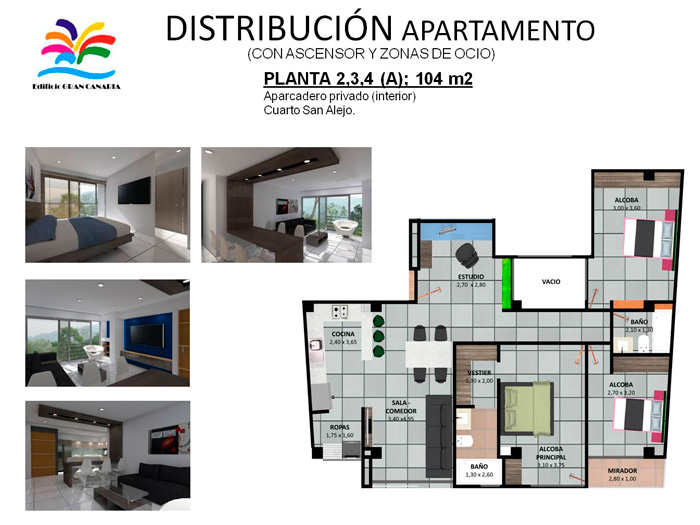 DISTRIBUCIÓN APARTAMENTO
(CON ASCENSOR Y ZONAS DE OCIO)
PLANTA 2,3,4 (A); 104 m2
Aparcadero privado (interior)
Cuarto San Alejo.
Edificio GRAN CANARIA
ALCOBA
3,00 x 3,60
ESTUDIO
2,70 x 2,80
VACIO
BAÑO
2,10 x 1,30
COCINA
2,40 x 3,65
VESTIER
1,30 x 2,00
ALCOBA
2,70 x 3,20
SALA -
COMEDOR
3,40 x4,95
ROPAS
1,75 x 1,60
ALCOBA
PRINCIPAL
3,10 x 3,75
BAÑO
1,30 x 2,60
MIRADOR
2,80 x 1,00